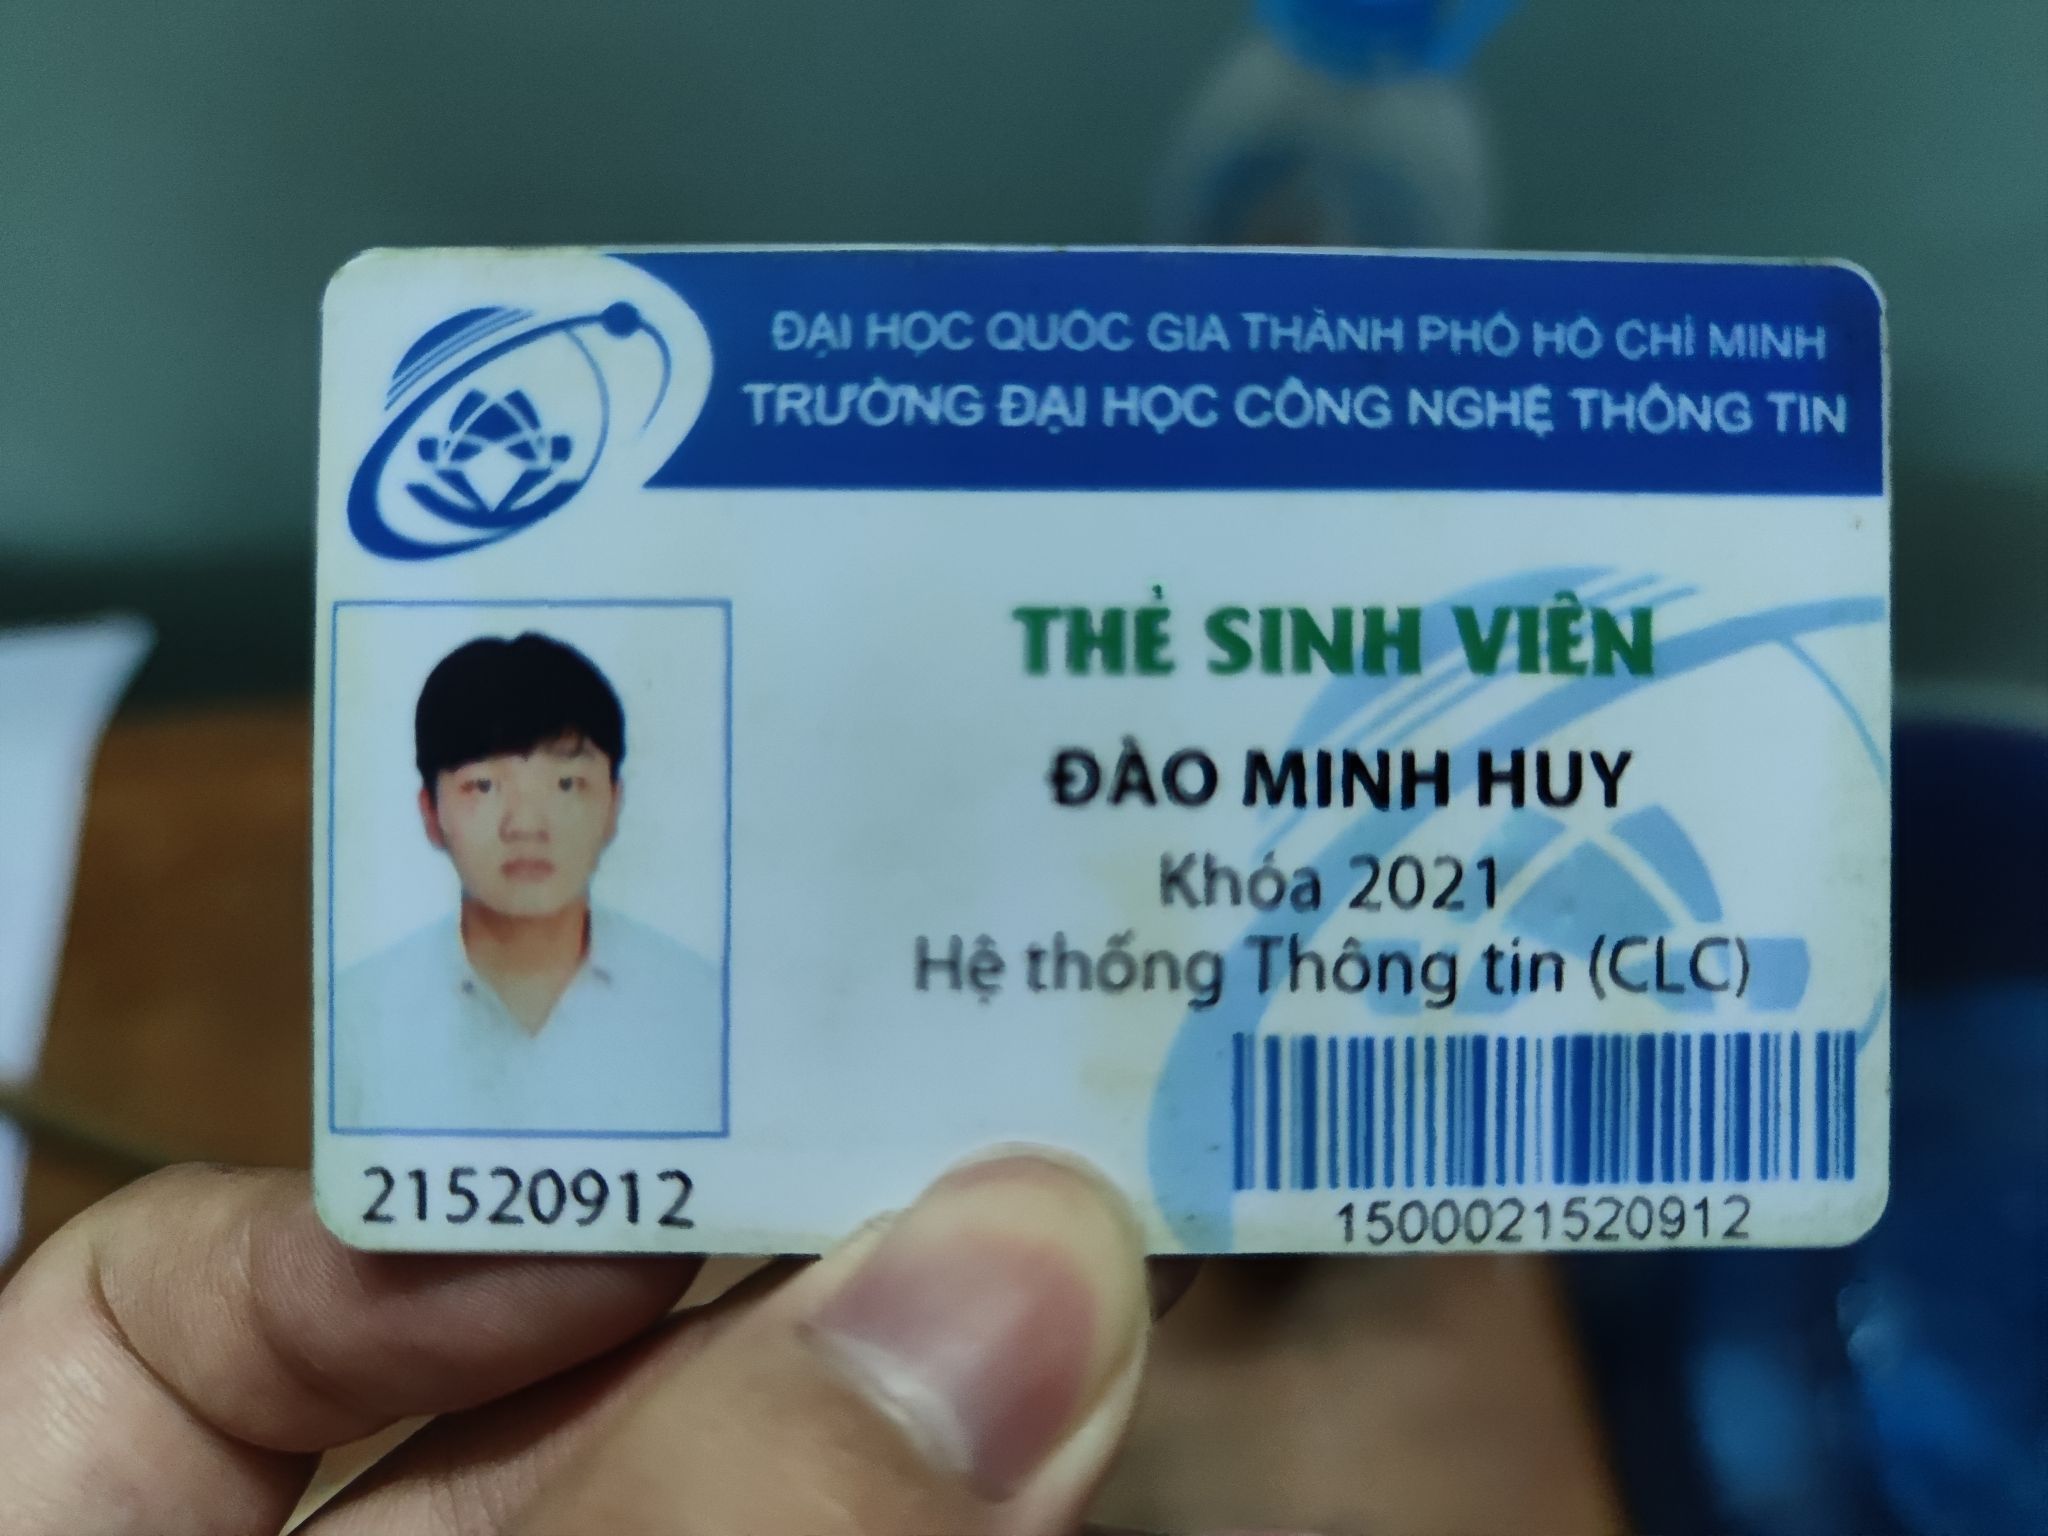 ĐẠI HỌC QUỐC GIA THÀNH PHỐ HỒ CHÍ MINH
TRƯỜNG ĐẠI HỌC CÔNG NGHỆ THÔNG TIN
THẺ SINH VIÊN
ĐÀO MINH HUY
Khóa 2021
Hệ thống Thông tin (CLC)
21520912
1500021520912